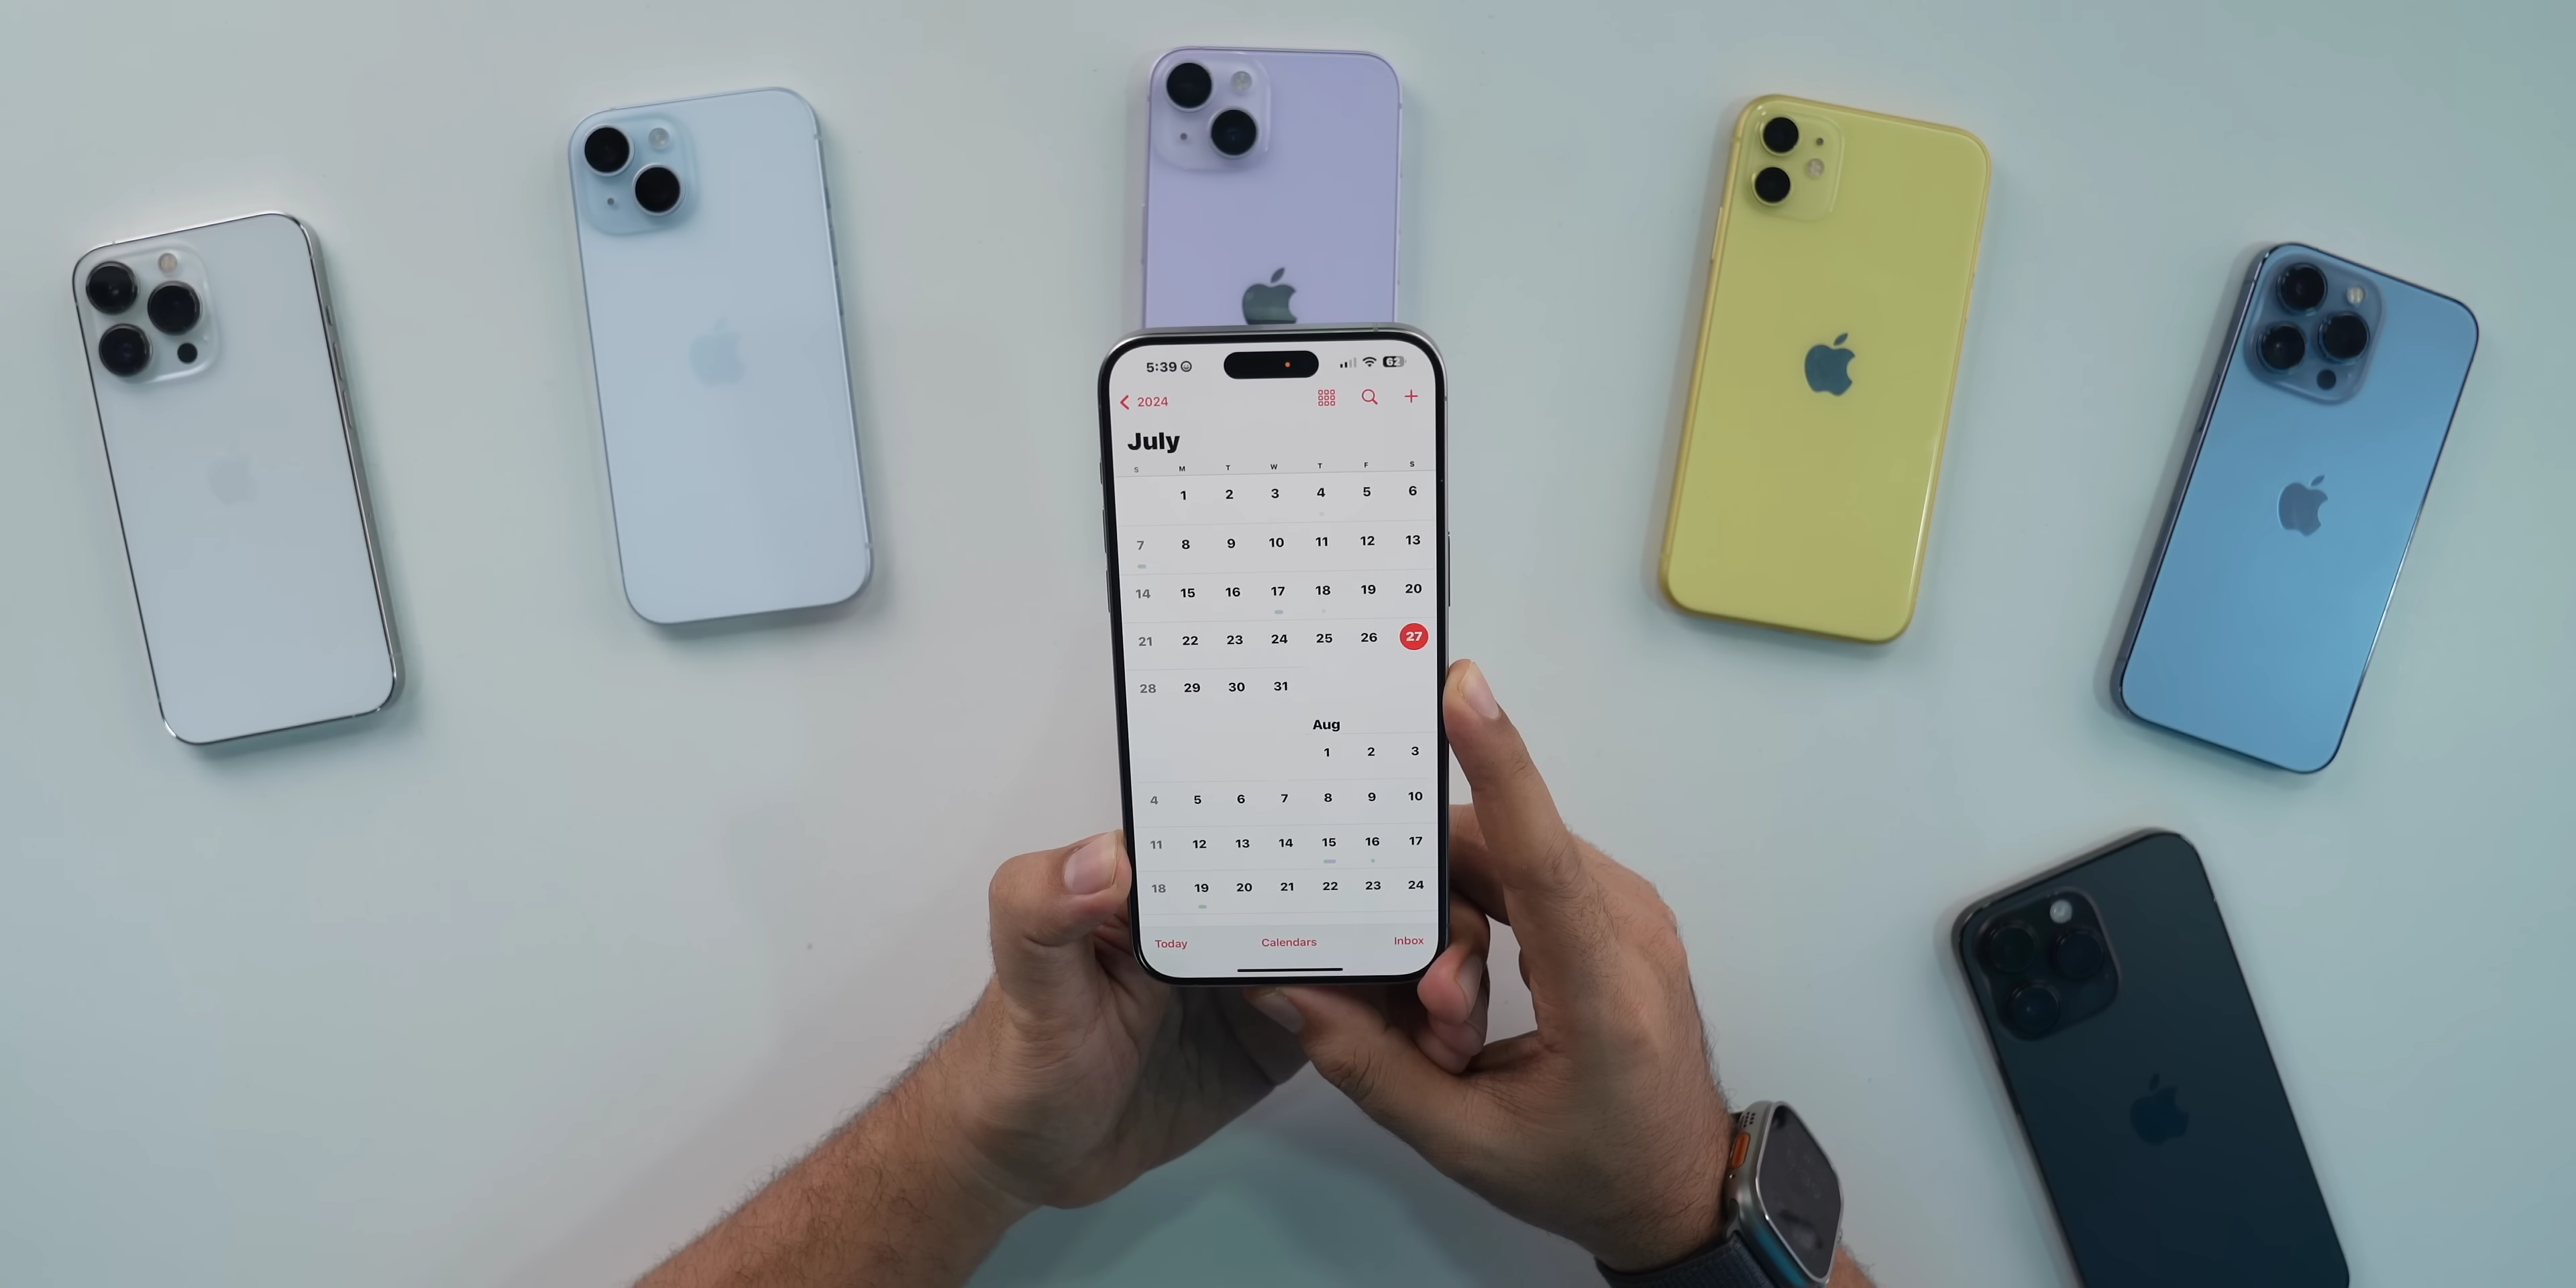 5:39 62
2024
July
S M T W T F S
1 2 3 4 5 6
7 8 9 10 11 12 13
14 15 16 17 18 19 20
21 22 23 24 25 26 27
28 29 30 31
Aug
1 2 3
4 5 6 7 8 9 10
11 12 13 14 15 16 17
18 19 20 21 22 23 24
Today Calendars Inbox